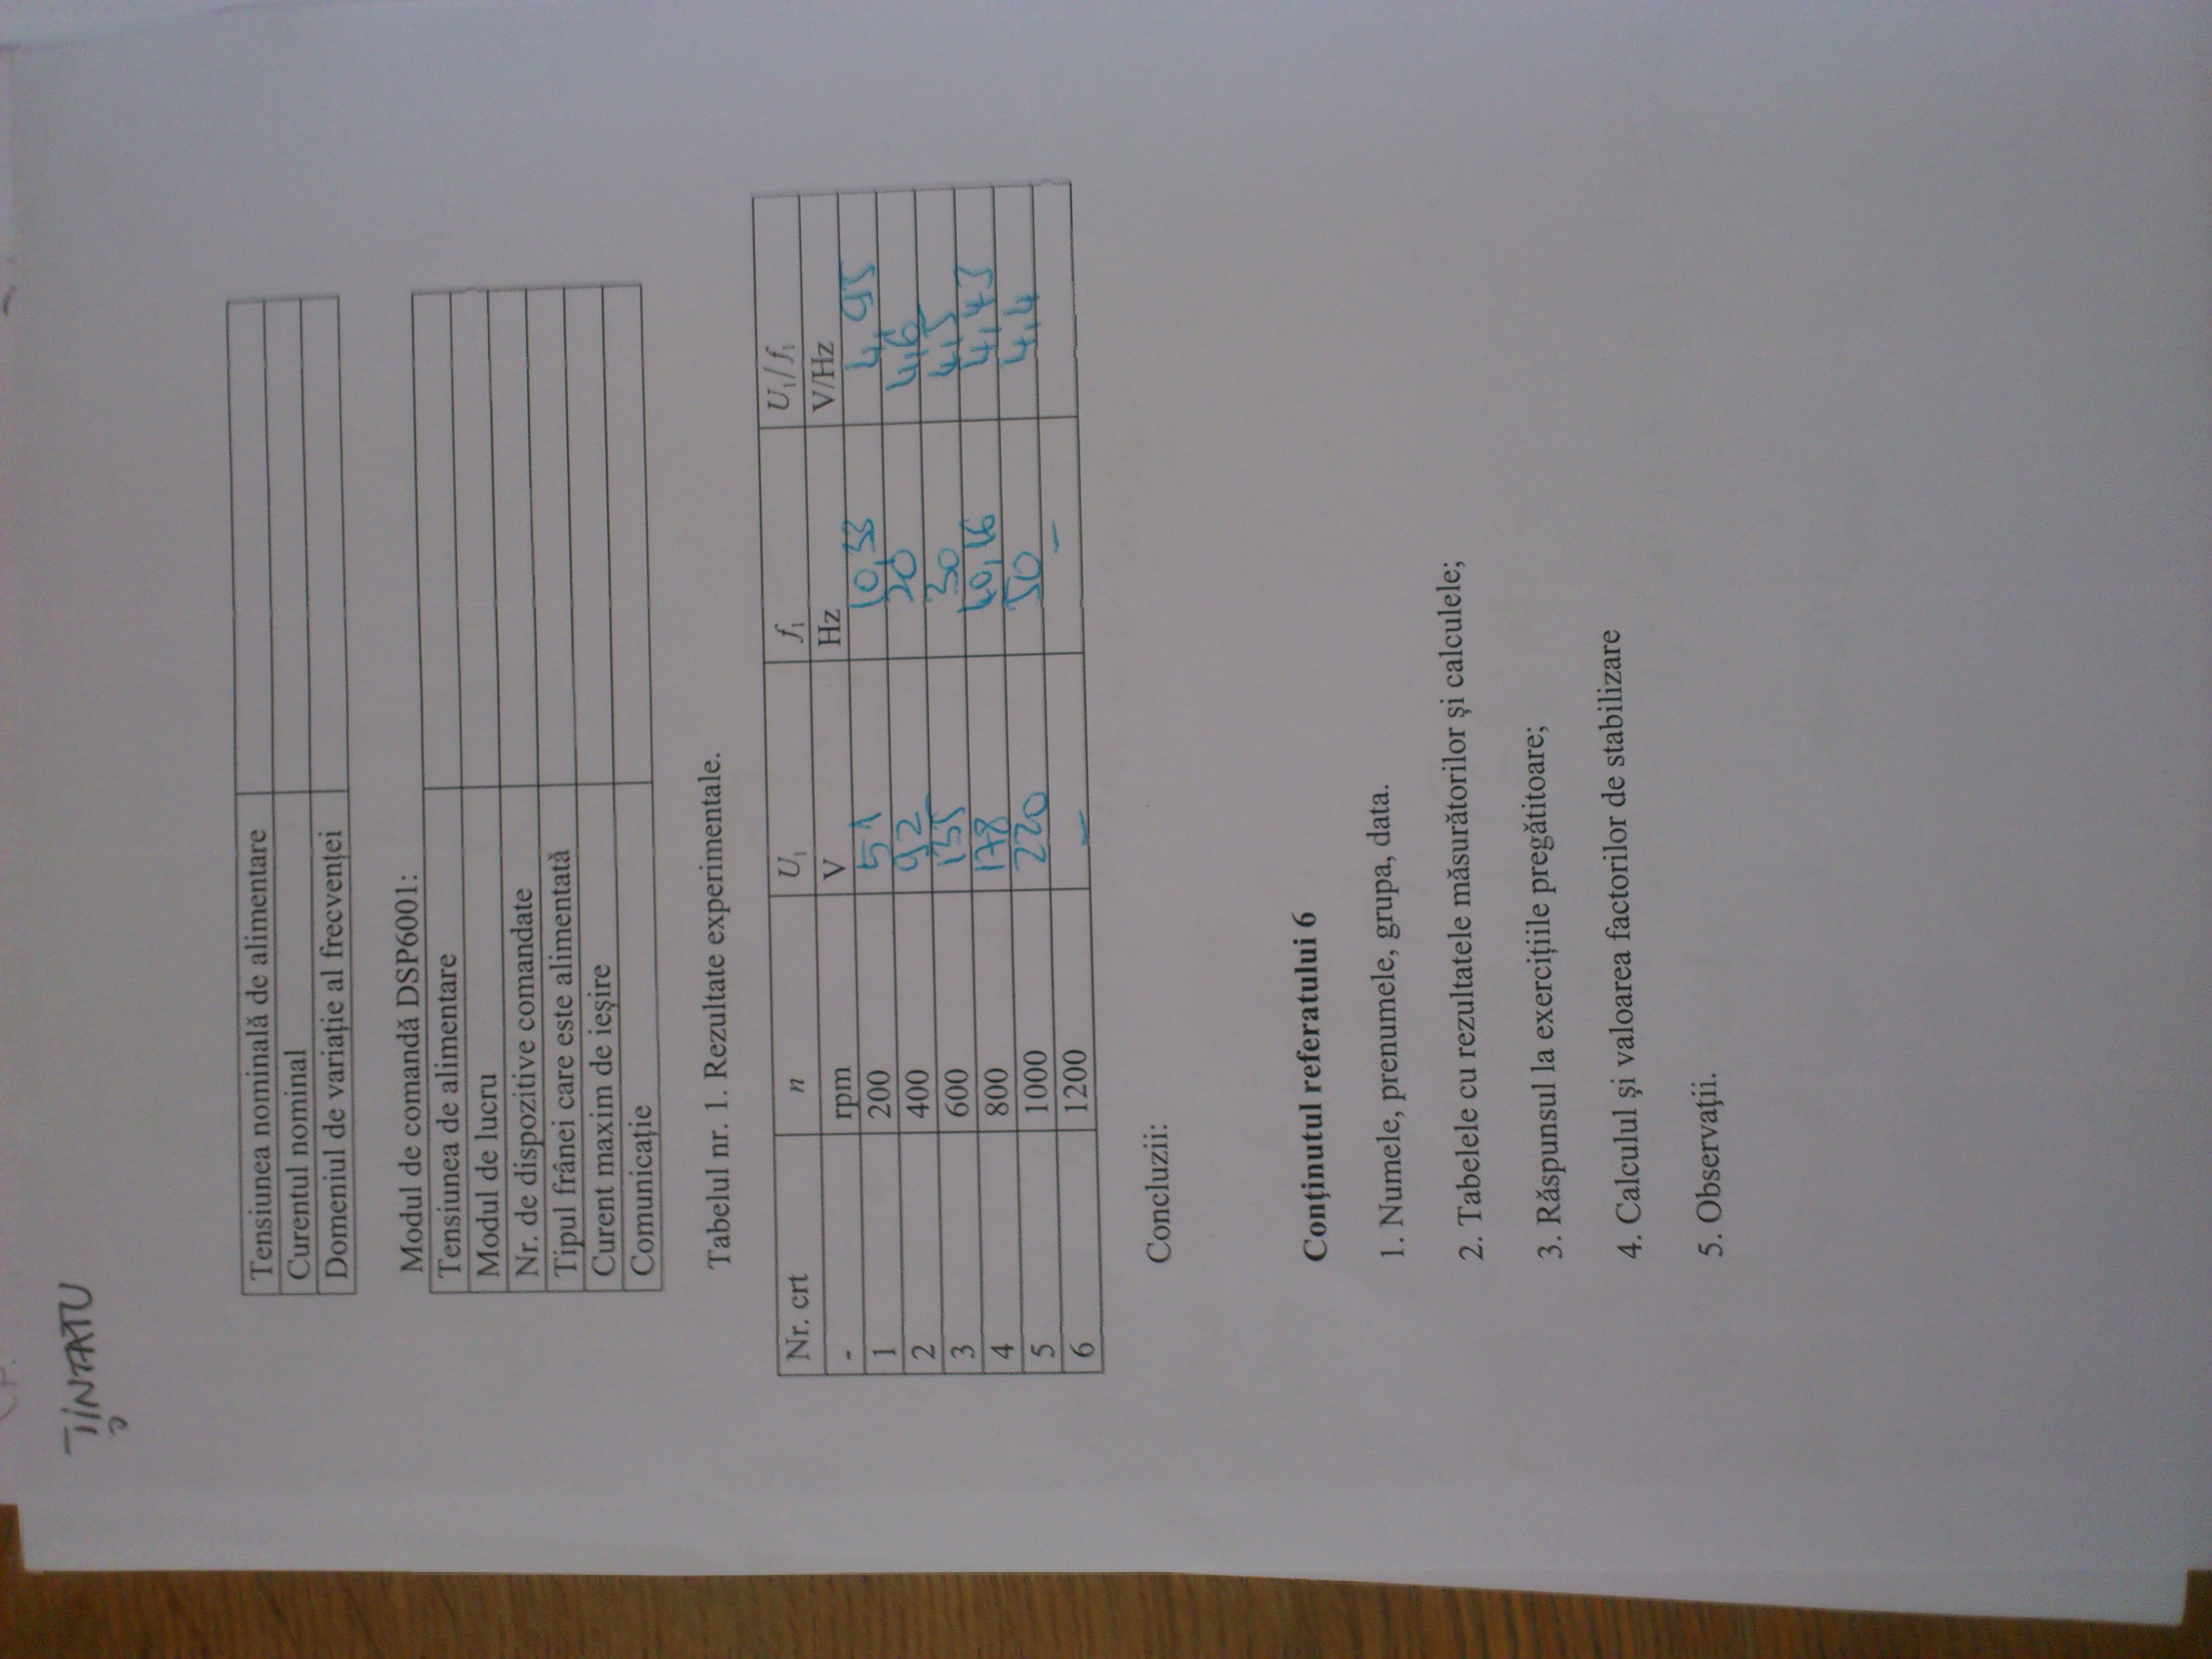 ȚINTATU
Tensiunea nominală de alimentare
Curentul nominal
Domeniul de variație al frecvenței
Modul de comandă DSP6001:
Tensiunea de alimentare
Modul de lucru
Nr. de dispozitive comandate
Tipul frânei care este alimentată
Curent maxim de ieșire
Comunicație
Tabelul nr. 1. Rezultate experimentale.
Nr. crt n U₁ f₁ U₁/f₁
- rpm V Hz V/Hz
1 200 51 10,33 4,95
2 400 92 20 4,6
3 600 135 30 4,5
4 800 178 40,16 4,43
5 1000 220 50 4,4
6 1200 - -
Concluzii:
Conținutul referatului 6
1. Numele, prenumele, grupa, data.
2. Tabelele cu rezultatele măsurătorilor și calculele;
3. Răspunsul la exercițiile pregătitoare;
4. Calculul și valoarea factorilor de stabilizare
5. Observații.